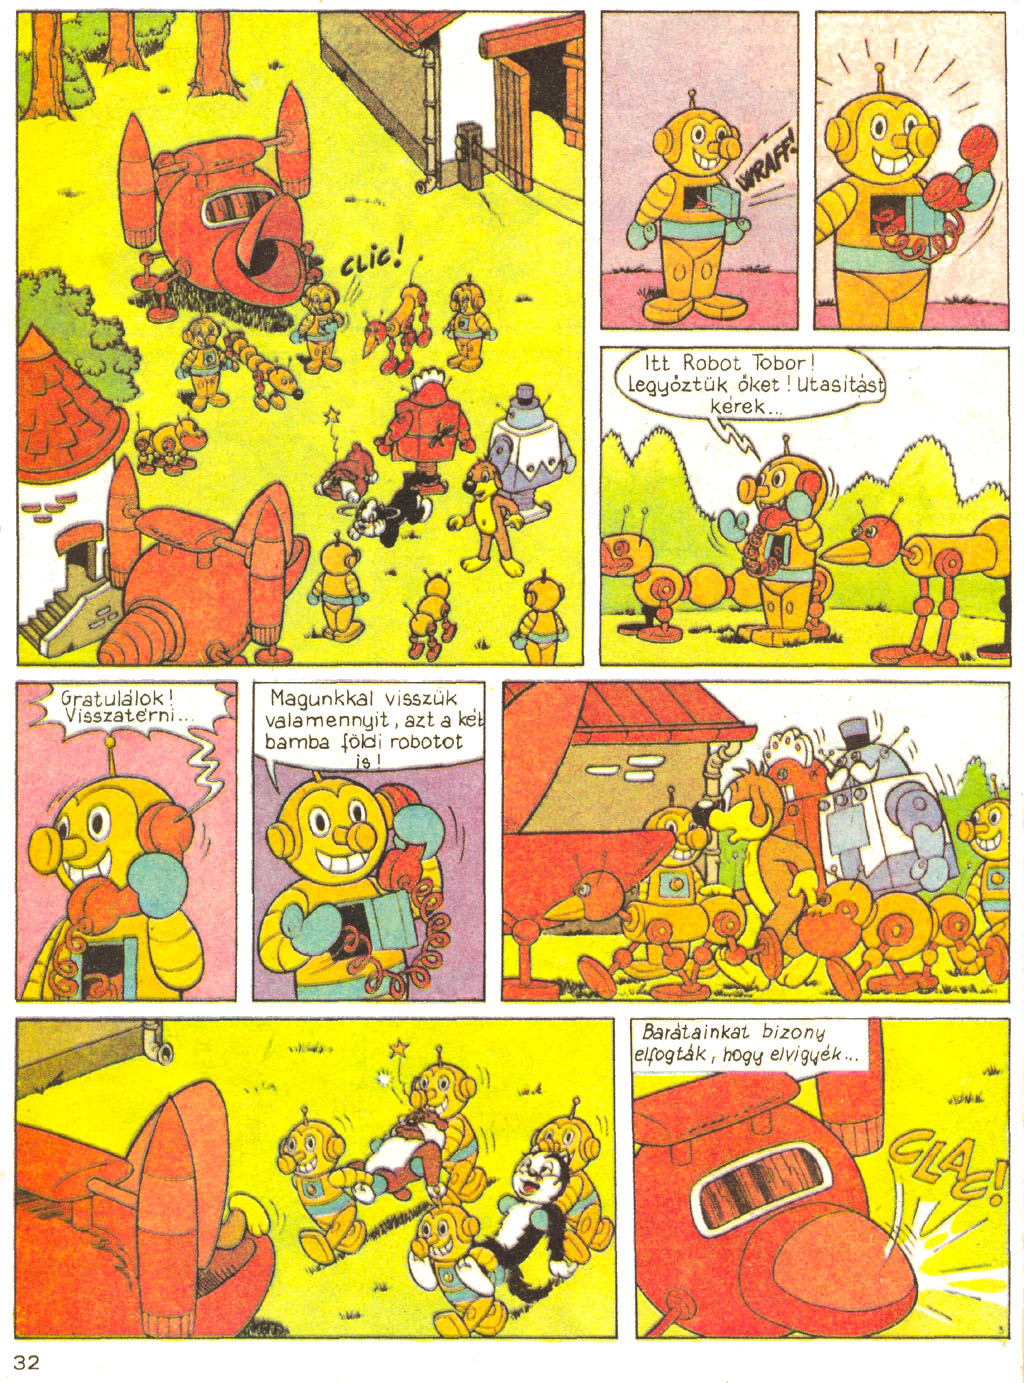 CLIC!
WRAFF!
Itt Robot Tobor!
Legyőztük őket! Utasítást
kérek...
Gratulálok!
Visszatérni...
Magunkkal visszük
valamennyit, azt a két
bamba földi robotot
is!
Barátainkat bizony
elfogták, hogy elvigyék...
CLAC!
32